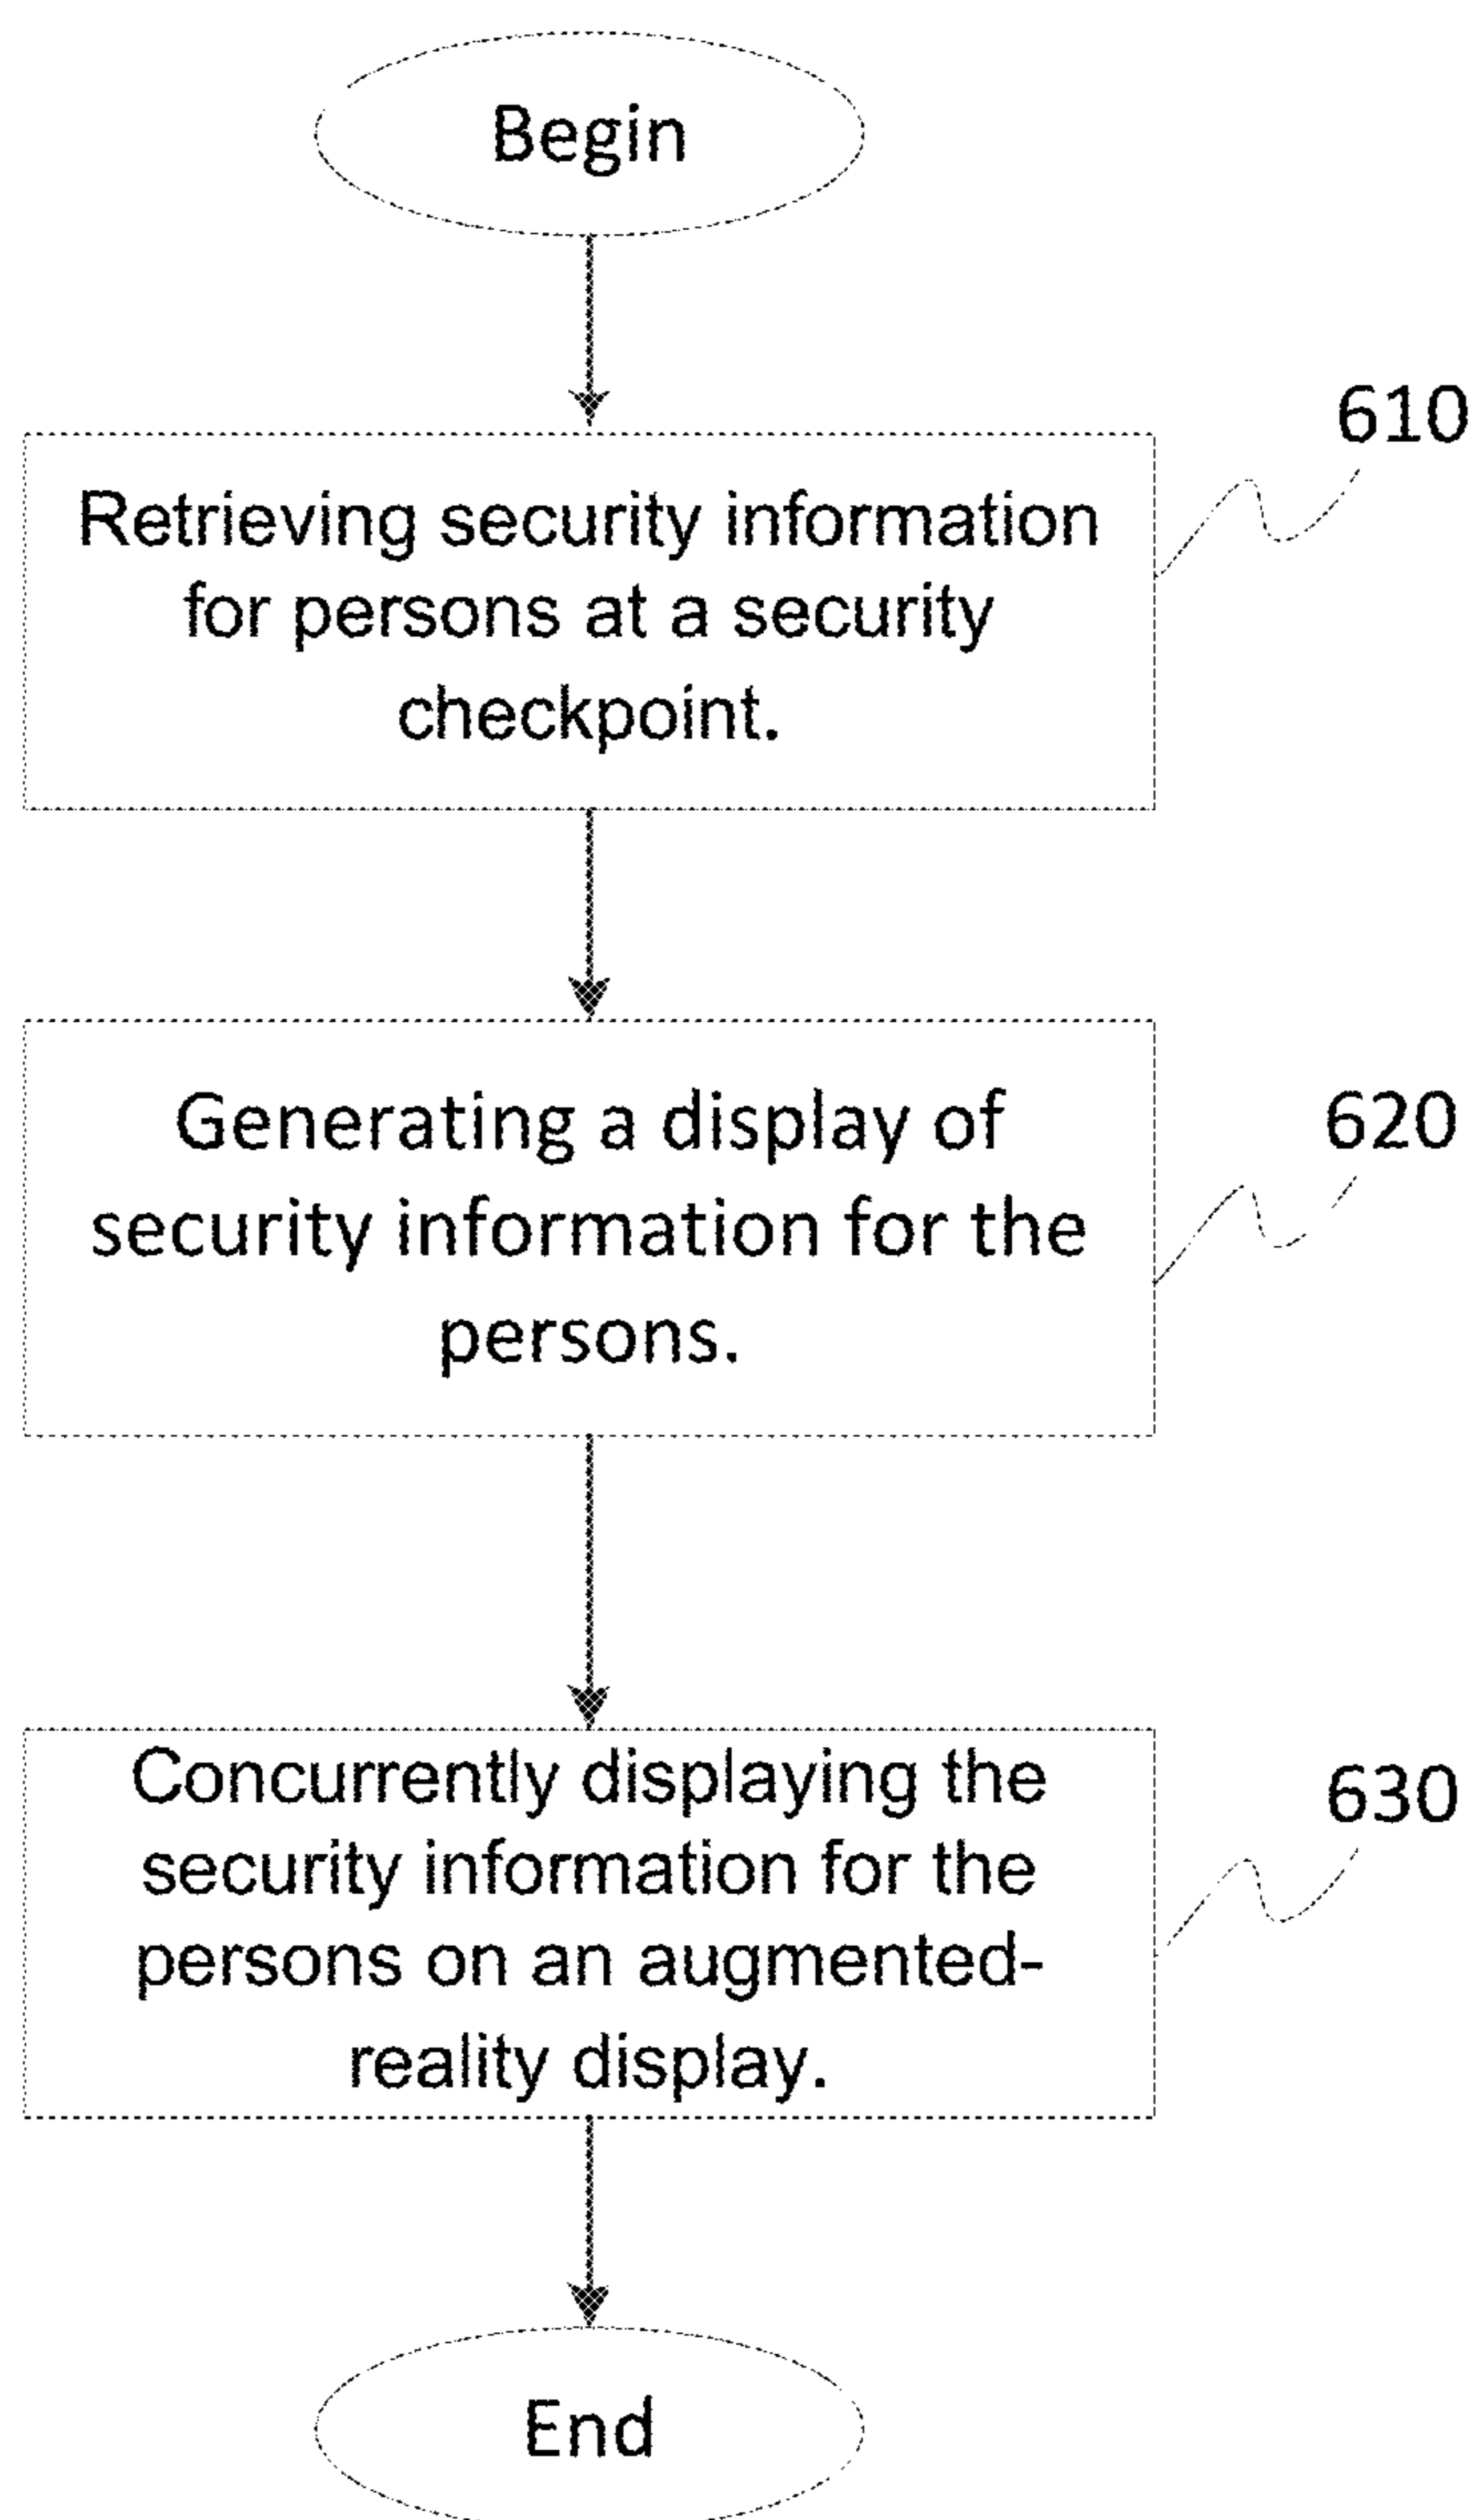 Begin
610
Retrieving security information
for persons at a security
checkpoint.
Generating a display of
620
security information for the
persons.
Concurrently displaying the
630
security information for the
persons on an augmented-
reality display.
End